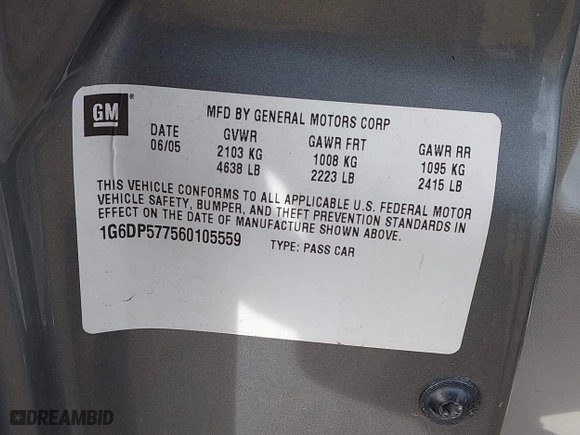 GM ®
MFD BY GENERAL MOTORS CORP
DATE GVWR GAWR FRT GAWR RR
06/05 2103 KG 1008 KG 1095 KG
4638 LB 2223 LB 2415 LB
THIS VEHICLE CONFORMS TO ALL APPLICABLE U.S. FEDERAL MOTOR
VEHICLE SAFETY, BUMPER, AND THEFT PREVENTION STANDARDS IN
EFFECT ON THE DATE OF MANUFACTURE SHOWN ABOVE.
1G6DP577560105559 TYPE: PASS CAR
DREAMBID